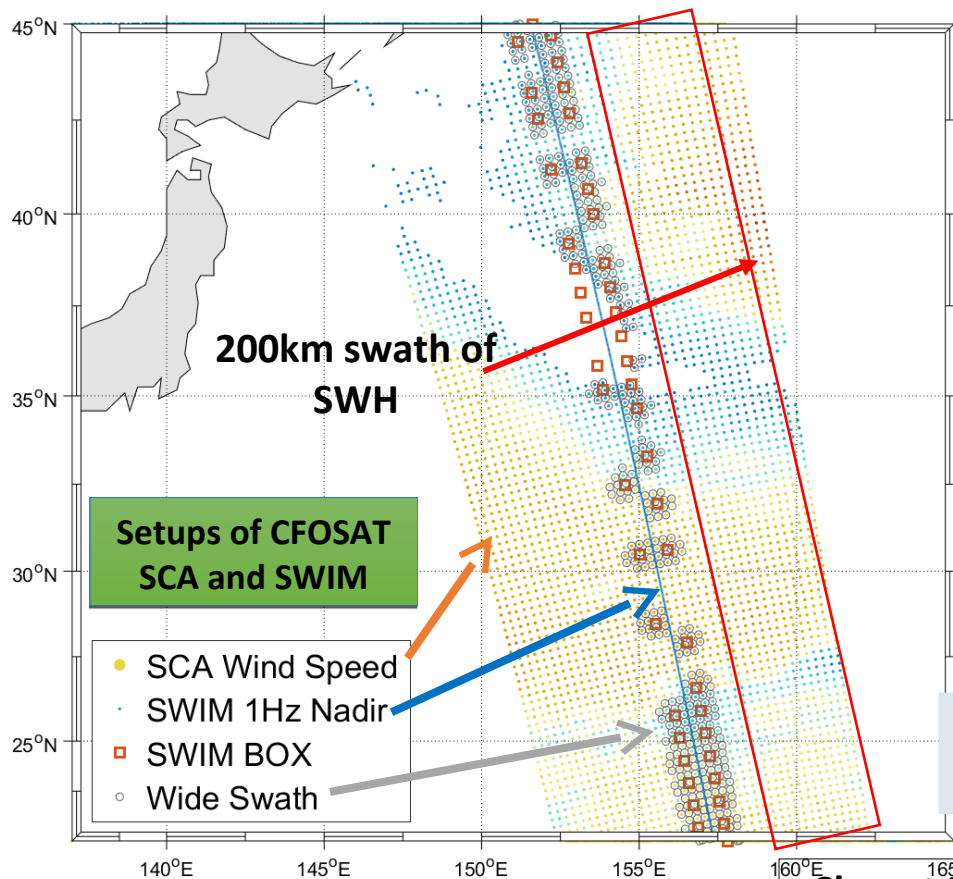 45°N
40°N
35°N
30°N
25°N
200km swath of
SWH
Setups of CFOSAT
SCA and SWIM
SCA Wind Speed
SWIM 1Hz Nadir
SWIM BOX
Wide Swath
140°E
145°E
150°E
155°E
160°E
165